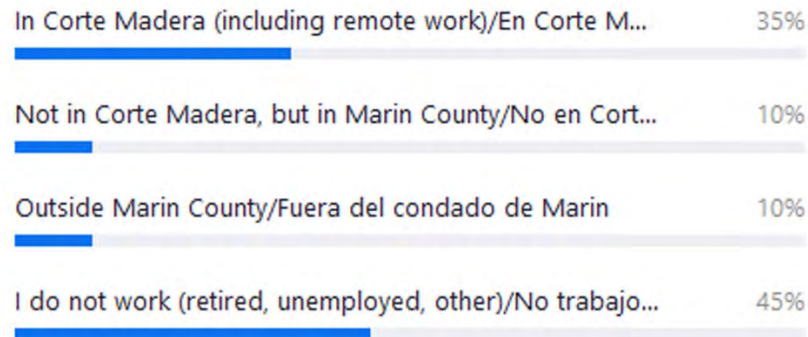 In Corte Madera (including remote work)/En Corte M... 35%
Not in Corte Madera, but in Marin County/No en Cort... 10%
Outside Marin County/Fuera del condado de Marin 10%
I do not work (retired, unemployed, other)/No trabajo... 45%